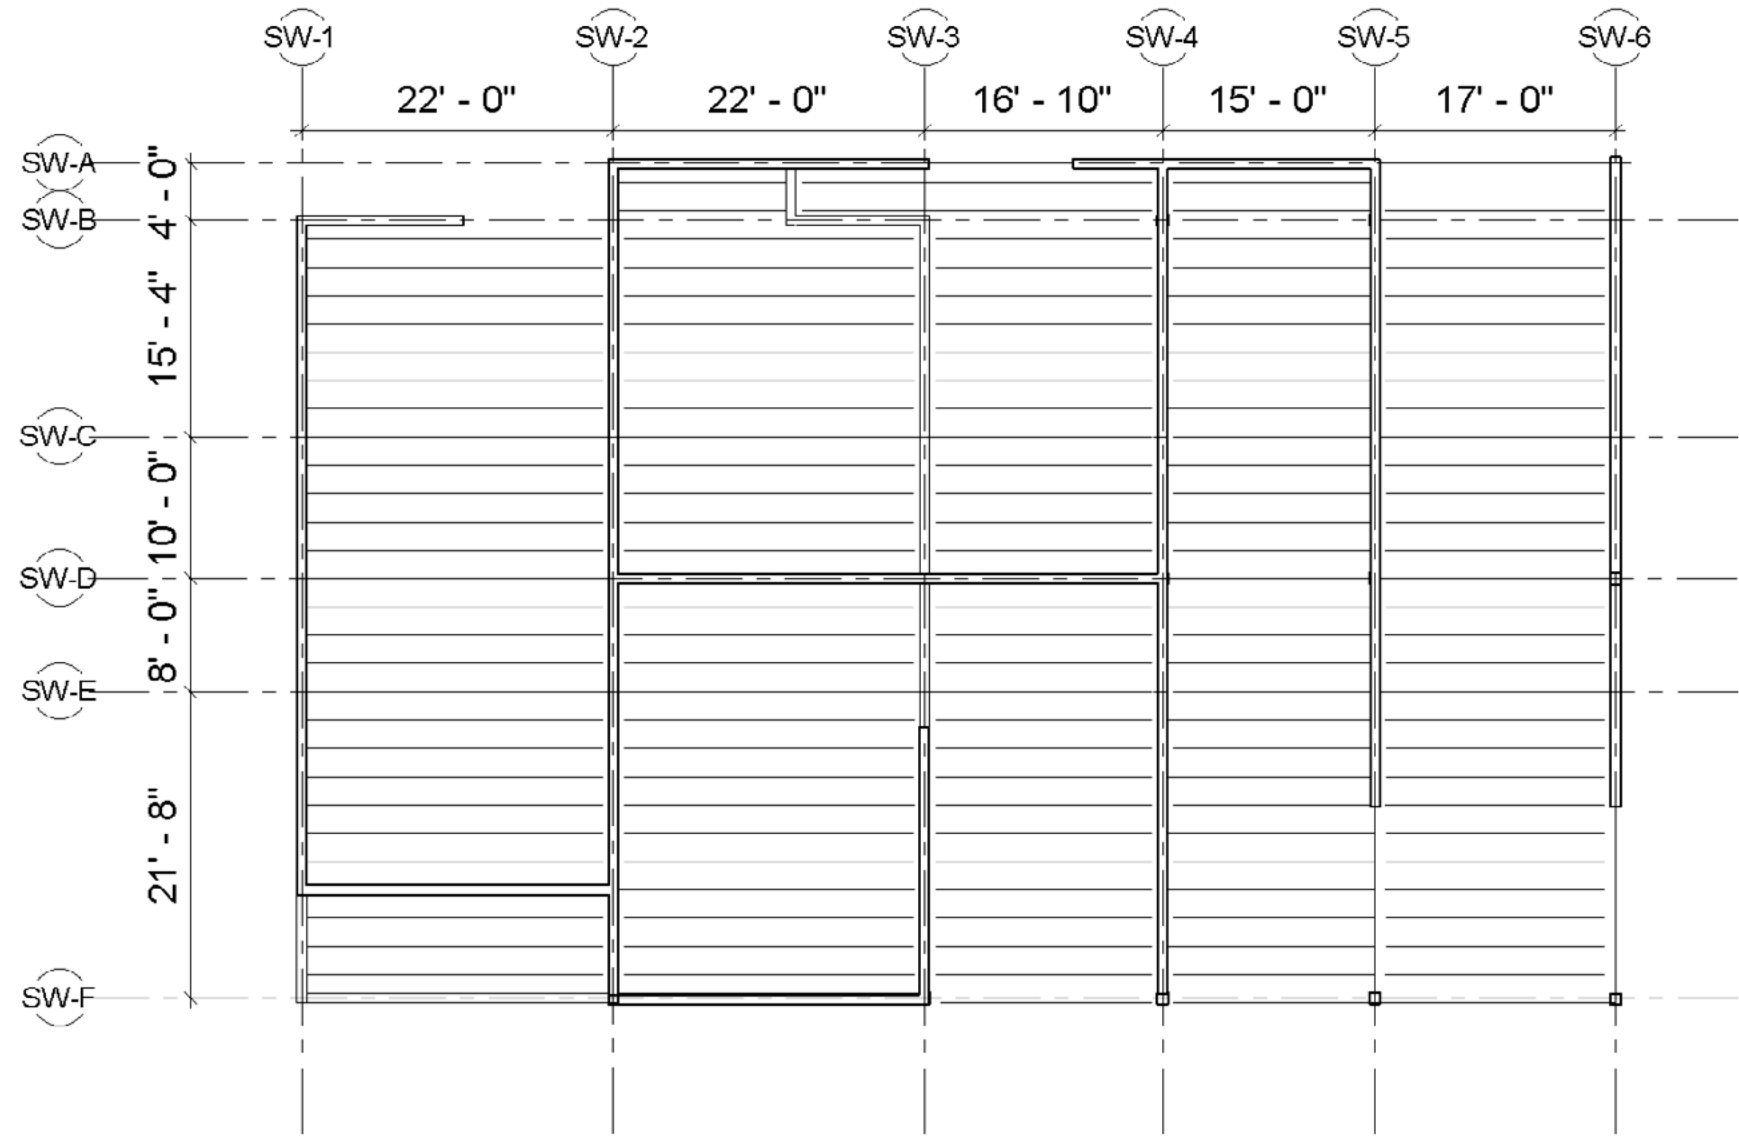 SW-1 SW-2 SW-3 SW-4 SW-5 SW-6
22' - 0" 22' - 0" 16' - 10" 15' - 0" 17' - 0"
SW-A
4' - 0"
SW-B
15' - 4"
SW-C
10' - 0"
SW-D
8' - 0"
SW-E
21' - 8"
SW-F